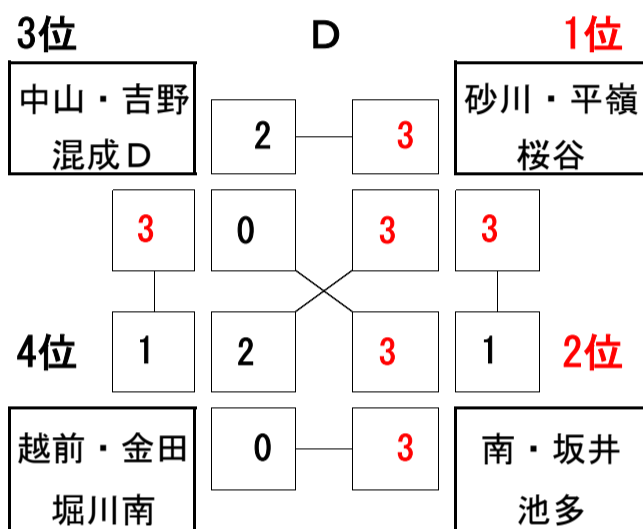 3位 D 1位
中山・吉野 2 3 砂川・平嶺
混成D 桜谷
3 0 3 3
4位 1 2 3 1 2位
越前・金田 0 3 南・坂井
堀川南 池多